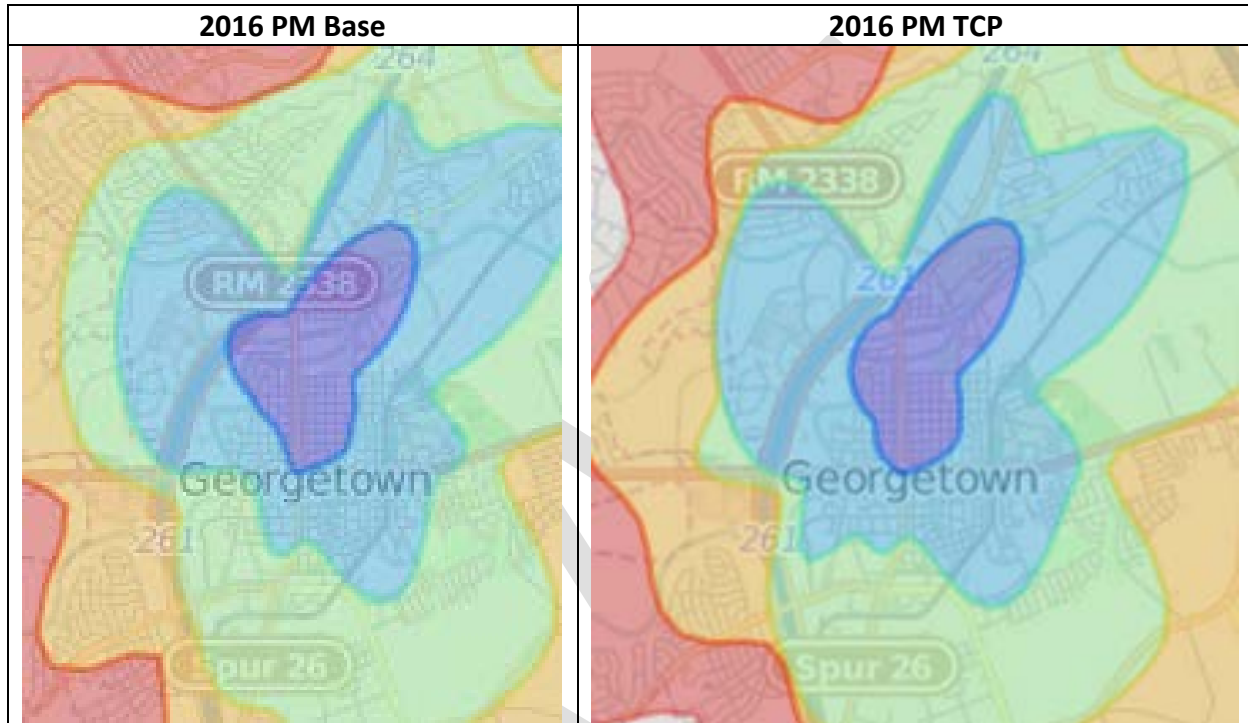 2016 PM Base
2016 PM TCP
264
264
RM 2338
RM 2338
261
Georgetown
Georgetown
261
261
Spur 26
Spur 26